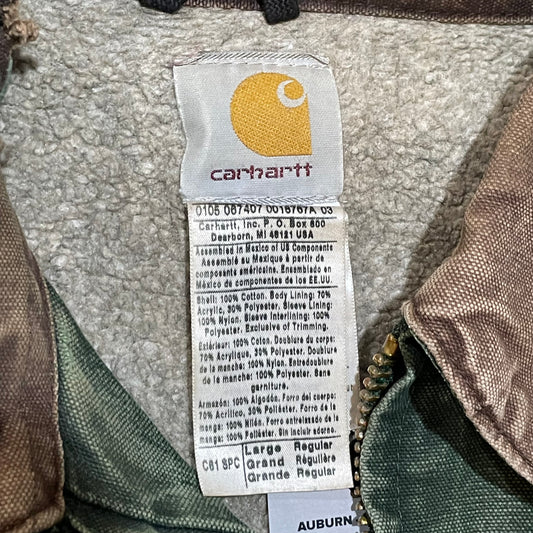 carhartt
0105 087407 0016767A 03
Carhartt, Inc. P. O. Box 600
Dearborn, MI 48121 USA
Assembled in Mexico of US Components
Assemblé au Mexique à partir de
composants américains. Ensamblado en
México de componentes de los EE.UU.
Shell: 100% Cotton. Body Lining: 70%
Acrylic, 30% Polyester. Sleeve Lining:
100% Nylon. Sleeve Interlining: 100%
Polyester. Exclusive of Trimming.
Extérieur: 100% Coton. Doublure du corps:
70% Acrylique, 30% Polyester. Doublure
de la manche: 100% Nylon. Entredoublure
de la manche: 100% Polyester. Sans
garniture.
Armazón: 100% Algodón. Forro del cuerpo:
70% Acrílico, 30% Poliéster. Forro de la
manga: 100% Nilón. Forro entrelazado de la
manga: 100% Poliéster. Sin incluir adorno.
C61 SPC
Large Regular
Grand Régulière
Grande Regular
AUBURN